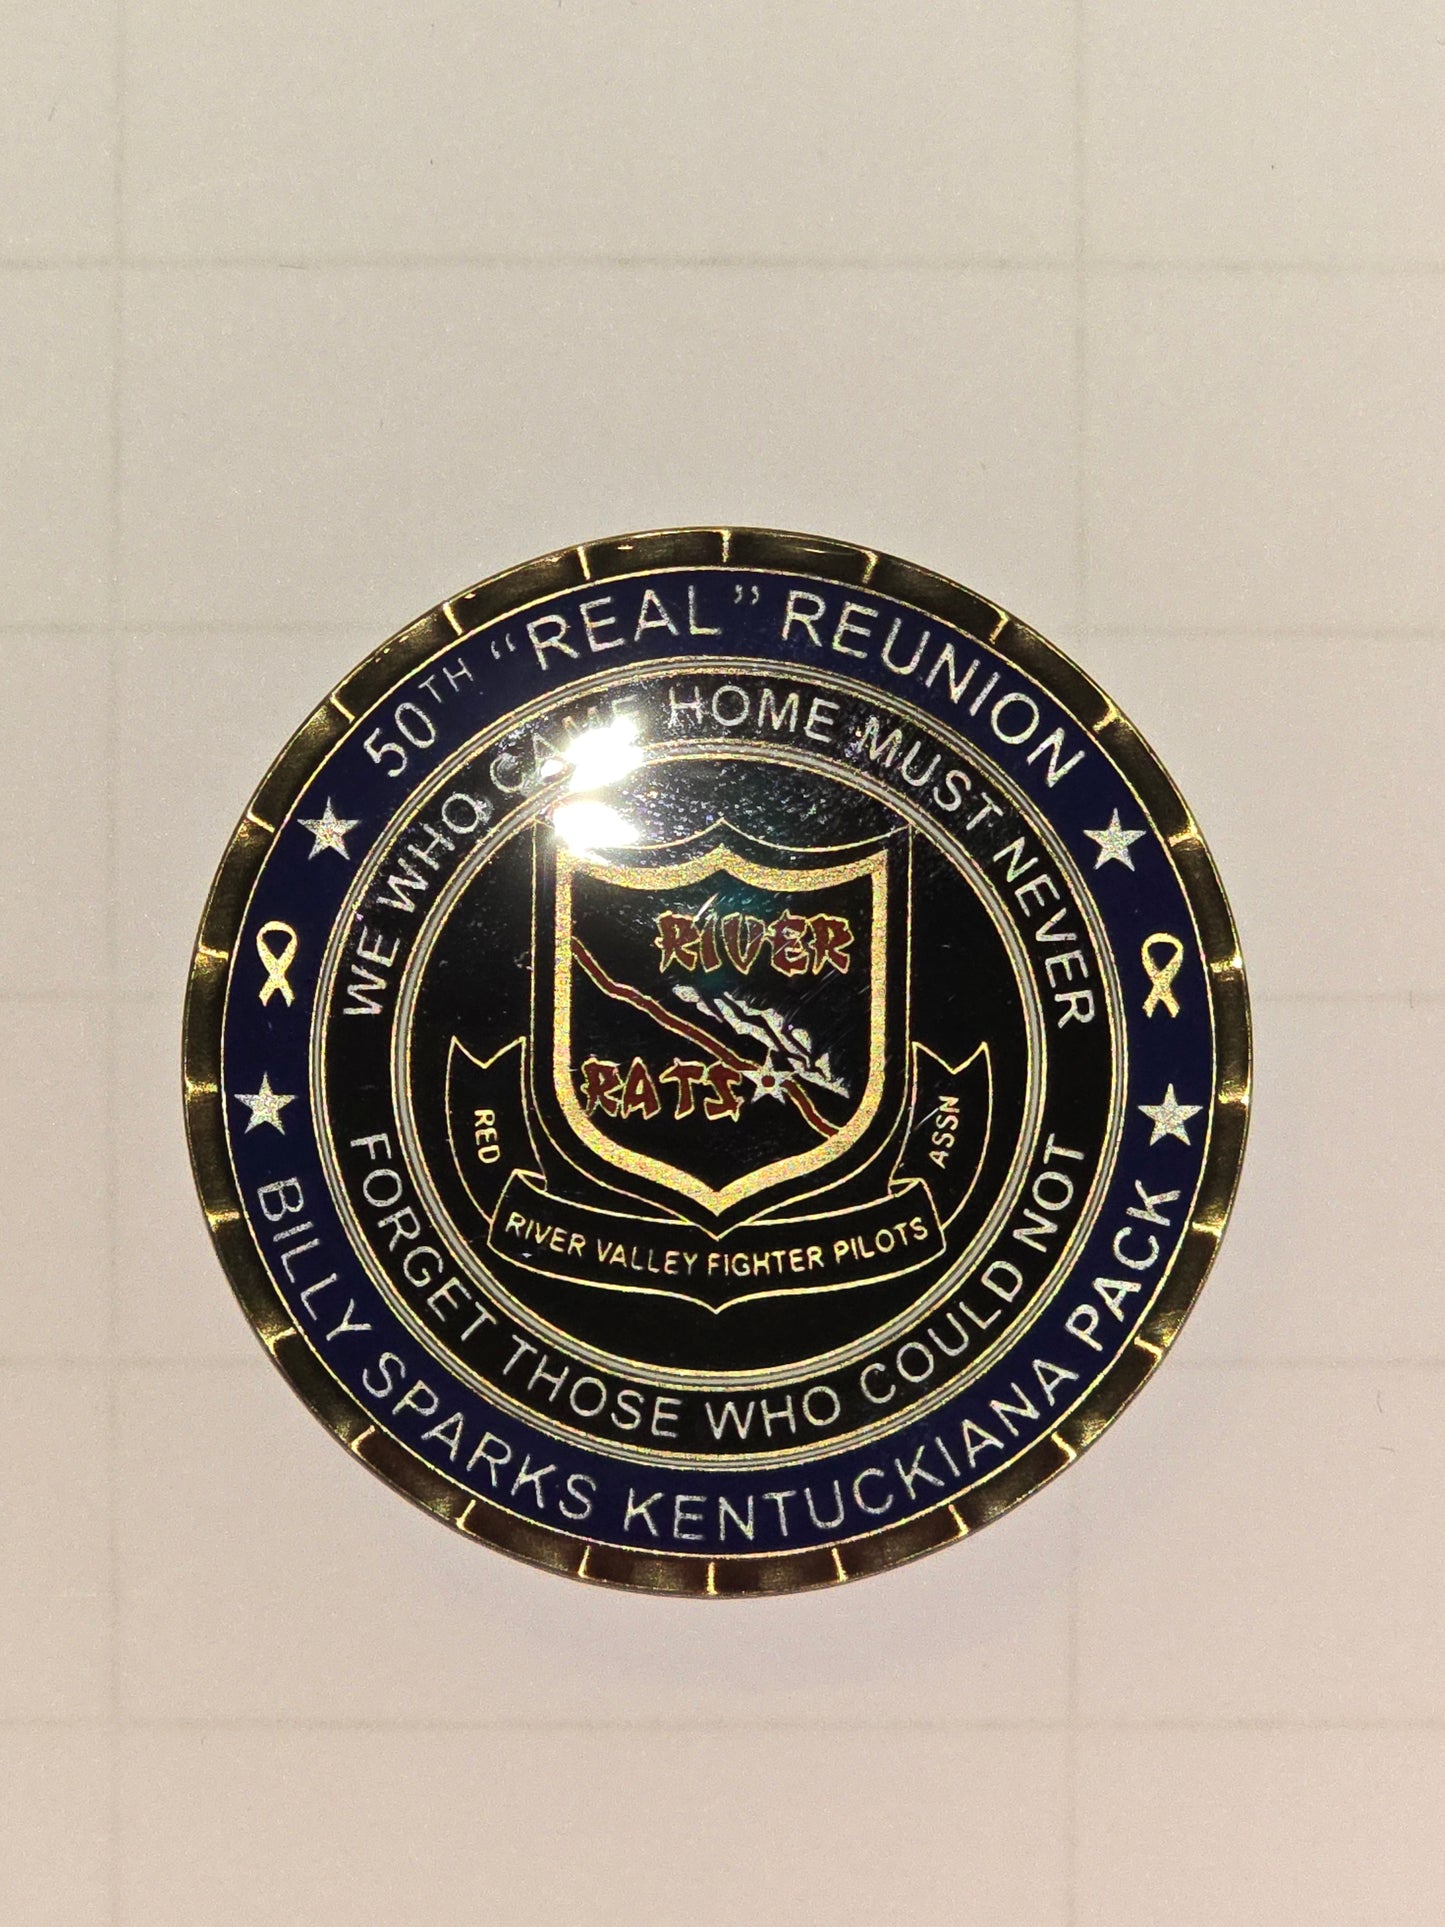 50TH “REAL” REUNION
WE WHO CAME HOME MUST NEVER
RIVER
RATS
RED
RIVER VALLEY FIGHTER PILOTS
ASSN
FORGET THOSE WHO COULD NOT
BILLY SPARKS KENTUCKIANA PACK